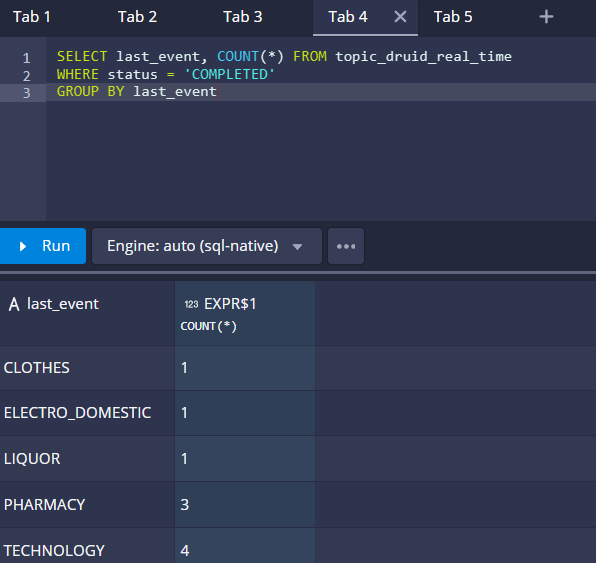 Tab 1 Tab 2 Tab 3 Tab 4 Tab 5
1 SELECT last_event, COUNT(*) FROM topic_druid_real_time
2 WHERE status = 'COMPLETED'
3 GROUP BY last_event
Run Engine: auto (sql-native)
A last_event 123 EXPR$1
COUNT(*)
CLOTHES 1
ELECTRO_DOMESTIC 1
LIQUOR 1
PHARMACY 3
TECHNOLOGY 4